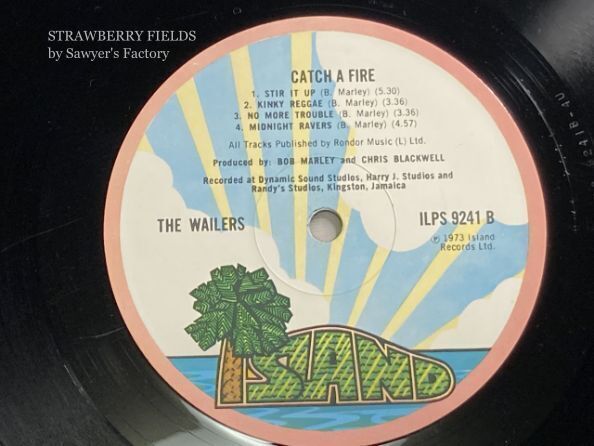 STRAWBERRY FIELDS
by Sawyer's Factory
CATCH A FIRE
1. STIR IT UP (B. Marley) (5.30)
2. KINKY REGGAE (B. Marley) (3.36)
3. NO MORE TROUBLE (B. Marley) (3.36)
4. MIDNIGHT RAVERS (B. Marley) (4.57)
All Tracks Published by Rondor Music (L) Ltd.
Produced by: BOB MARLEY and CHRIS BLACKWELL
Recorded at Dynamic Sound Studios, Harry J. Studios and
Randy's Studios, Kingston, Jamaica
THE WAILERS
ILPS 9241 B
℗ 1973 Island
Records Ltd.
ISLAND